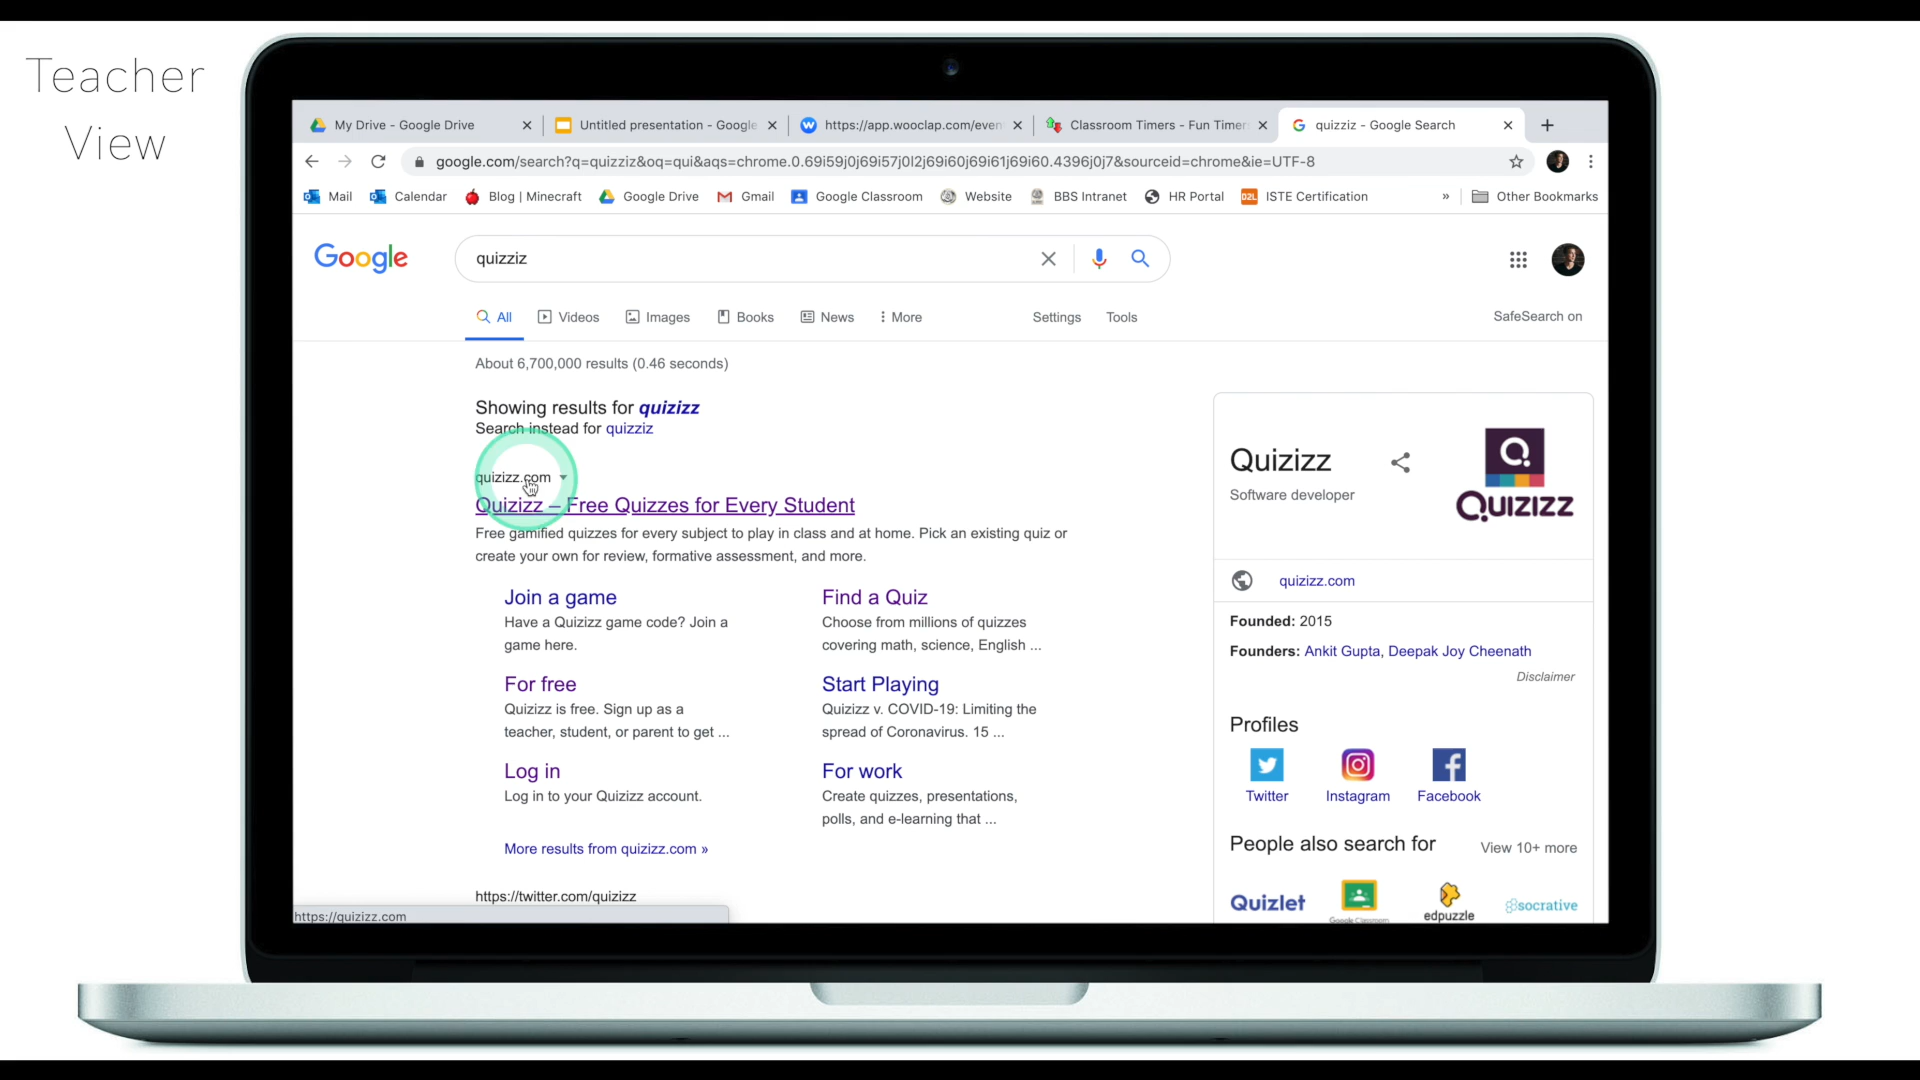 Teacher
View
My Drive - Google Drive
Untitled presentation - Google
https://app.wooclap.com/even
Classroom Timers - Fun Timer
quizziz - Google Search
google.com/search?q=quizziz&oq=qui&aqs=chrome.0.69i59j0j69i57j0l2j69i60j69i61j69i60.4396j0j7&sourceid=chrome&ie=UTF-8
Mail
Calendar
Blog | Minecraft
Google Drive
Gmail
Google Classroom
Website
BBS Intranet
HR Portal
D2L
ISTE Certification
»
Other Bookmarks
Google
quizziz
All
Videos
Images
Books
News
More
Settings
Tools
SafeSearch on
About 6,700,000 results (0.46 seconds)
Showing results for quizizz
Search instead for quizziz
quizizz.com
Quizizz – Free Quizzes for Every Student
Free gamified quizzes for every subject to play in class and at home. Pick an existing quiz or
create your own for review, formative assessment, and more.
Join a game
Have a Quizizz game code? Join a
game here.
Find a Quiz
Choose from millions of quizzes
covering math, science, English ...
For free
Quizizz is free. Sign up as a
teacher, student, or parent to get ...
Start Playing
Quizizz v. COVID-19: Limiting the
spread of Coronavirus. 15 ...
Log in
Log in to your Quizizz account.
For work
Create quizzes, presentations,
polls, and e-learning that ...
More results from quizizz.com »
https://twitter.com/quizizz
https://quizizz.com
Quizizz
Software developer
QUIZIZZ
quizizz.com
Founded: 2015
Founders: Ankit Gupta, Deepak Joy Cheenath
Disclaimer
Profiles
Twitter
Instagram
Facebook
People also search for
View 10+ more
Quizlet
Google Classroom
edpuzzle
socrative